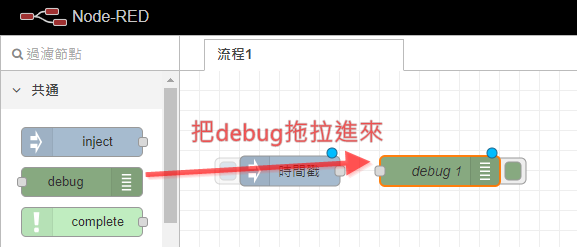 Node-RED
過濾節點
流程1
共通
inject
debug
complete
把debug拖拉進來
時間戳
debug 1